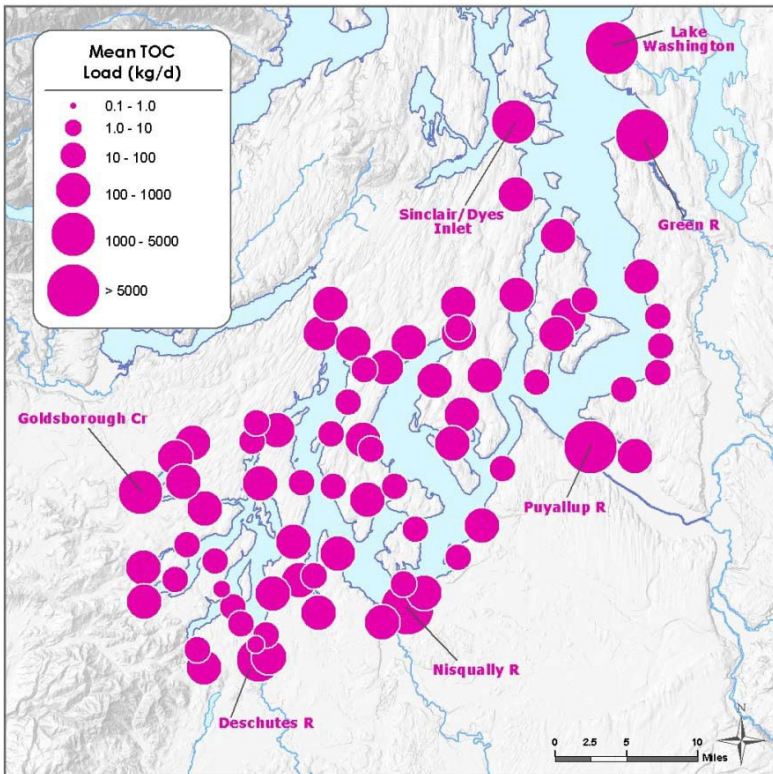 Mean TOC
Load (kg/d)
0.1 - 1.0
1.0 - 10
10 - 100
100 - 1000
1000 - 5000
> 5000
Lake
Washington
Sinclair/Dyes
Inlet
Green R
Goldsborough Cr
Puyallup R
Nisqually R
Deschutes R
N
0 2.5 5 10
Miles